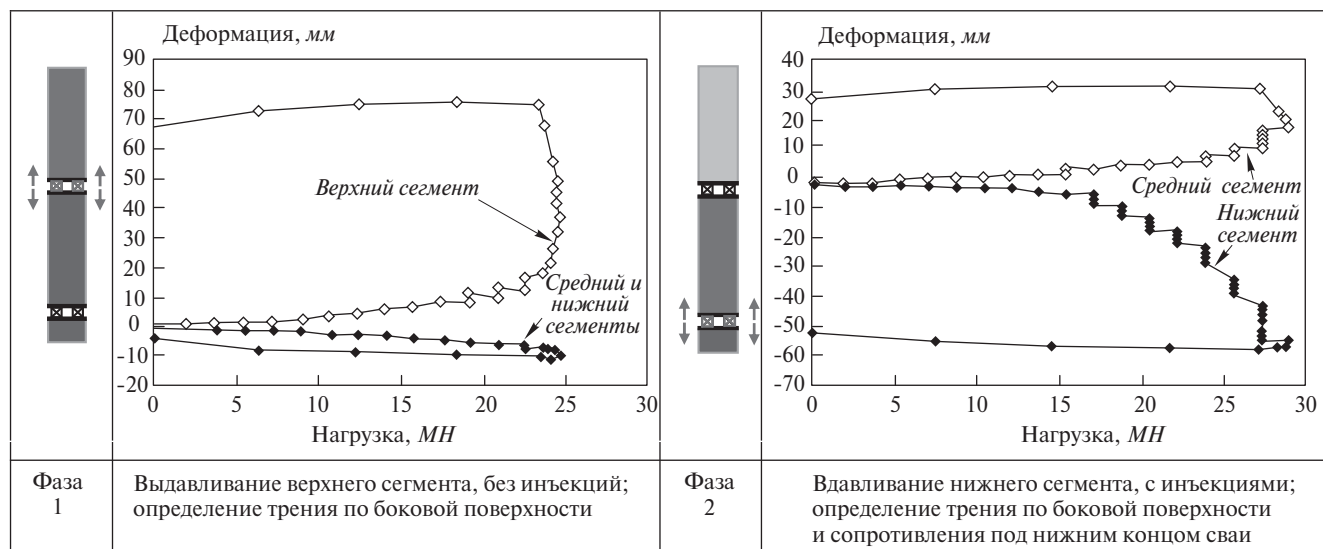 Деформация, мм
90
80
70
60
50
40
30
20
10
0
-10
-20
Верхний сегмент
Средний и
нижний
сегменты
0 5 10 15 20 25 30
Нагрузка, МН
Деформация, мм
40
30
20
10
0
-10
-20
-30
-40
-50
-60
-70
Средний сегмент
Нижний
сегмент
0 5 10 15 20 25 30
Нагрузка, МН
Фаза
1
Выдавливание верхнего сегмента, без инъекций;
определение трения по боковой поверхности
Фаза
2
Вдавливание нижнего сегмента, с инъекциями;
определение трения по боковой поверхности
и сопротивления под нижним концом сваи